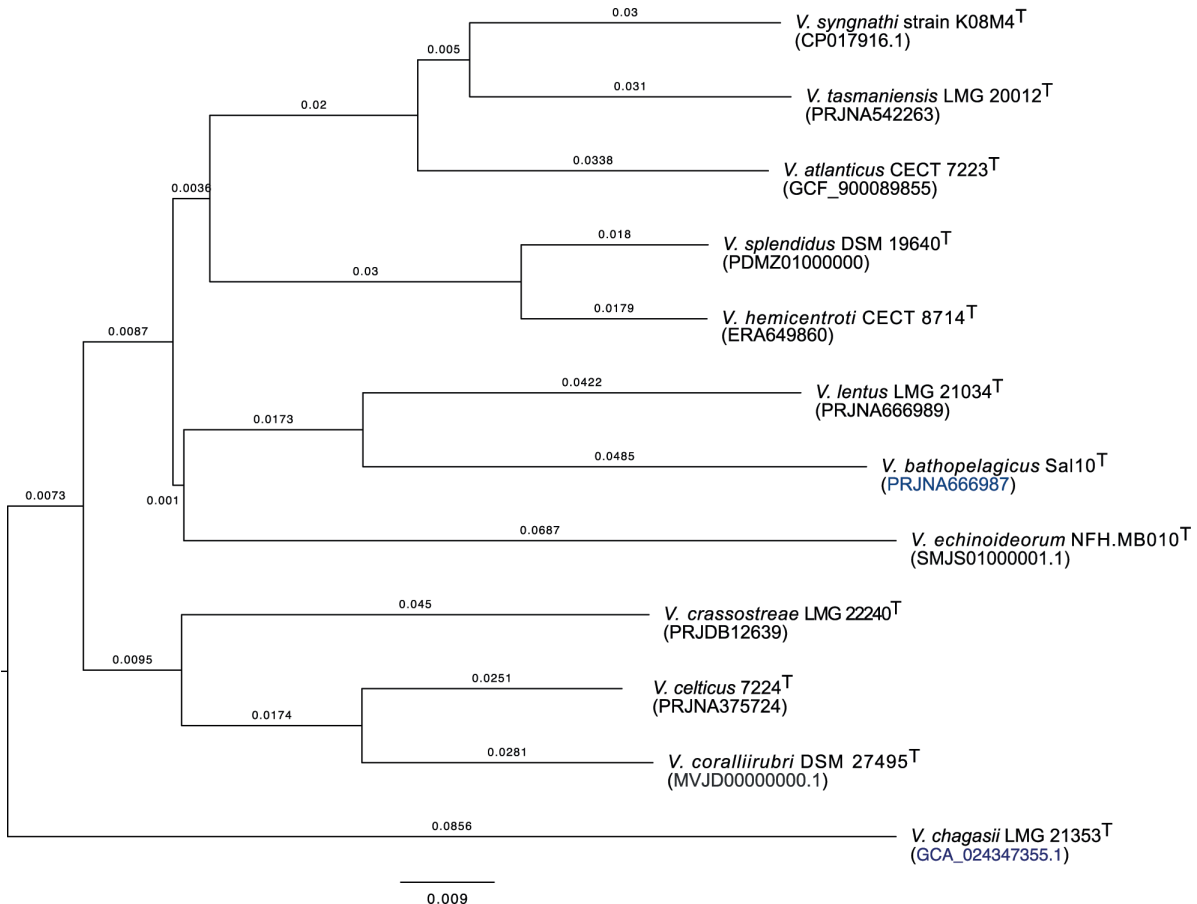 0.03
V. syngnathi strain K08M4T
(CP017916.1)
0.005
0.031
V. tasmaniensis LMG 20012T
(PRJNA542263)
0.02
0.0338
V. atlanticus CECT 7223T
(GCF_900089855)
0.0036
0.018
V. splendidus DSM 19640T
(PDMZ01000000)
0.03
0.0179
V. hemicentroti CECT 8714T
(ERA649860)
0.0087
0.0422
V. lentus LMG 21034T
(PRJNA666989)
0.0173
0.0485
V. bathopelagicus Sal10T
(PRJNA666987)
0.0073
0.001
0.0687
V. echinoideorum NFH.MB010T
(SMJS01000001.1)
0.045
V. crassostreae LMG 22240T
(PRJDB12639)
0.0095
0.0251
V. celticus 7224T
(PRJNA375724)
0.0174
0.0281
V. coralliirubri DSM 27495T
(MVJD00000000.1)
0.0856
V. chagasii LMG 21353T
(GCA_024347355.1)
0.009